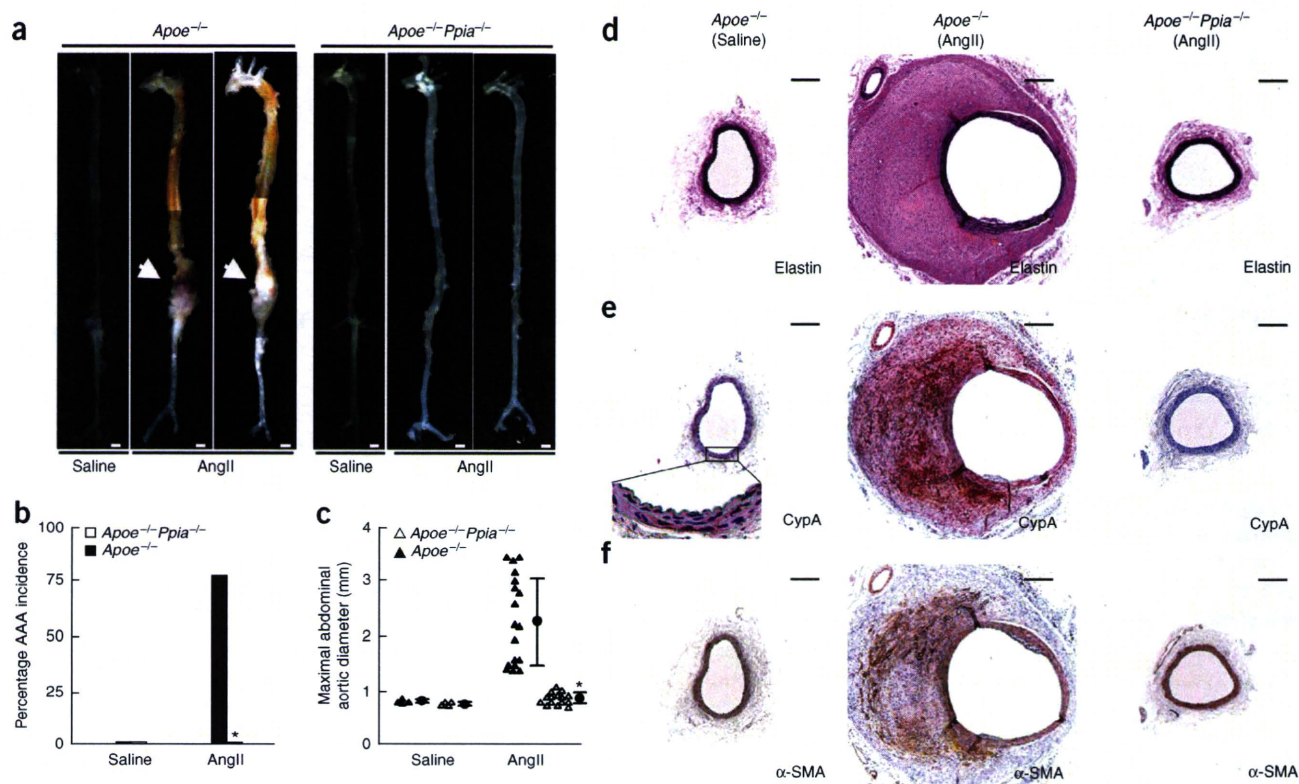 a
Apoe−/−
Apoe−/−Ppia−/−
Saline
AngII
Saline
AngII
b
Percentage AAA incidence
100
75
50
25
0
Apoe−/−Ppia−/−
Apoe−/−
*
Saline
AngII
c
Maximal abdominal
aortic diameter (mm)
4
3
2
1
0
Apoe−/−Ppia−/−
Apoe−/−
*
Saline
AngII
d
Apoe−/−
(Saline)
Apoe−/−
(AngII)
Apoe−/−Ppia−/−
(AngII)
Elastin
Elastin
Elastin
e
CypA
CypA
CypA
f
α-SMA
α-SMA
α-SMA